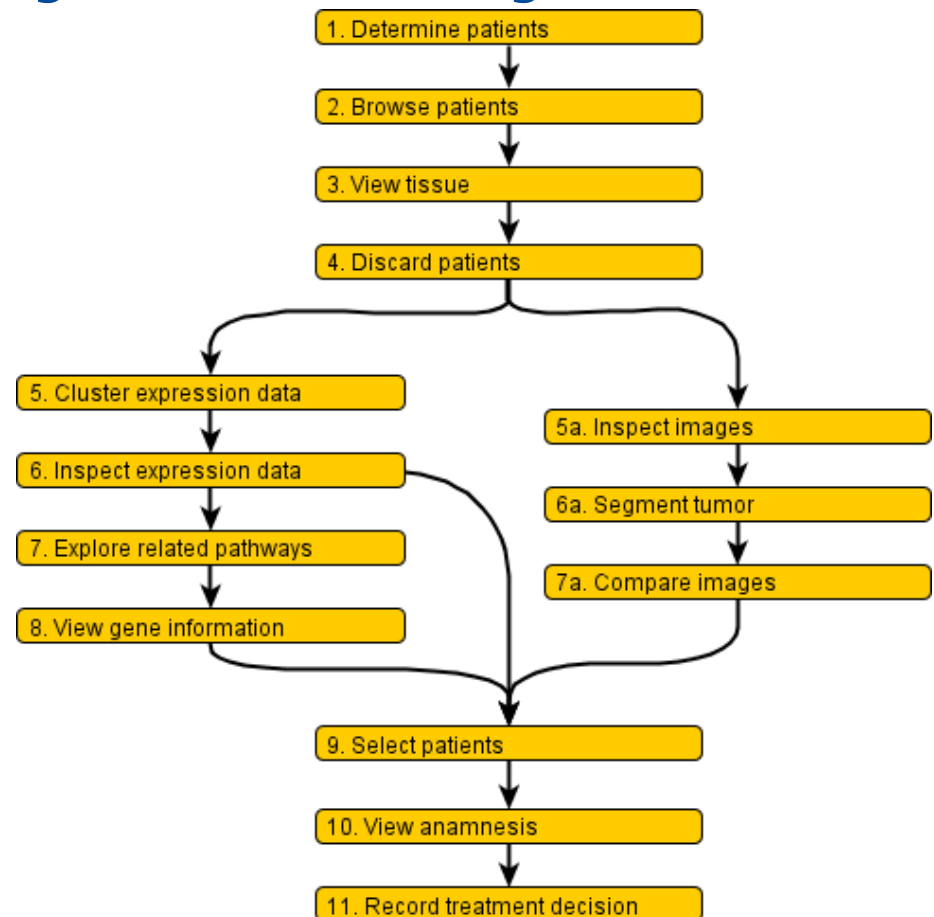 1. Determine patients
2. Browse patients
3. View tissue
4. Discard patients
5. Cluster expression data
5a. Inspect images
6. Inspect expression data
6a. Segment tumor
7. Explore related pathways
7a. Compare images
8. View gene information
9. Select patients
10. View anamnesis
11. Record treatment decision